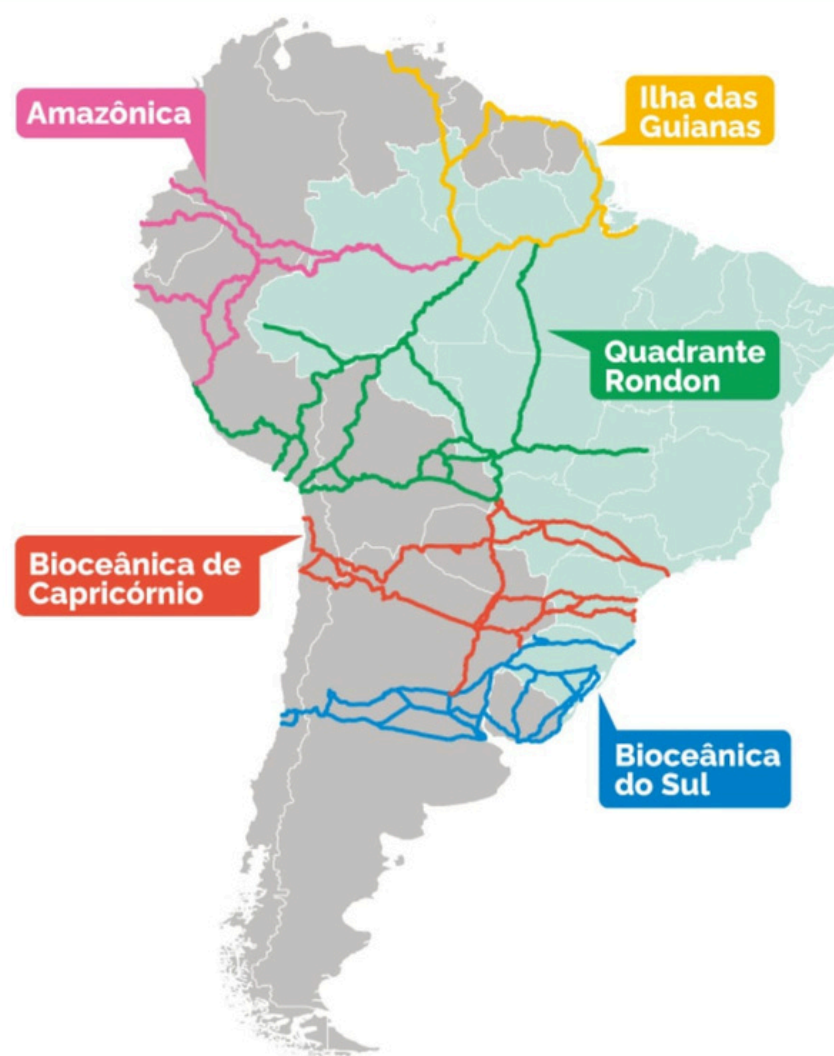 Amazônica
Ilha das
Guianas
Quadrante
Rondon
Bioceânica de
Capricórnio
Bioceânica
do Sul